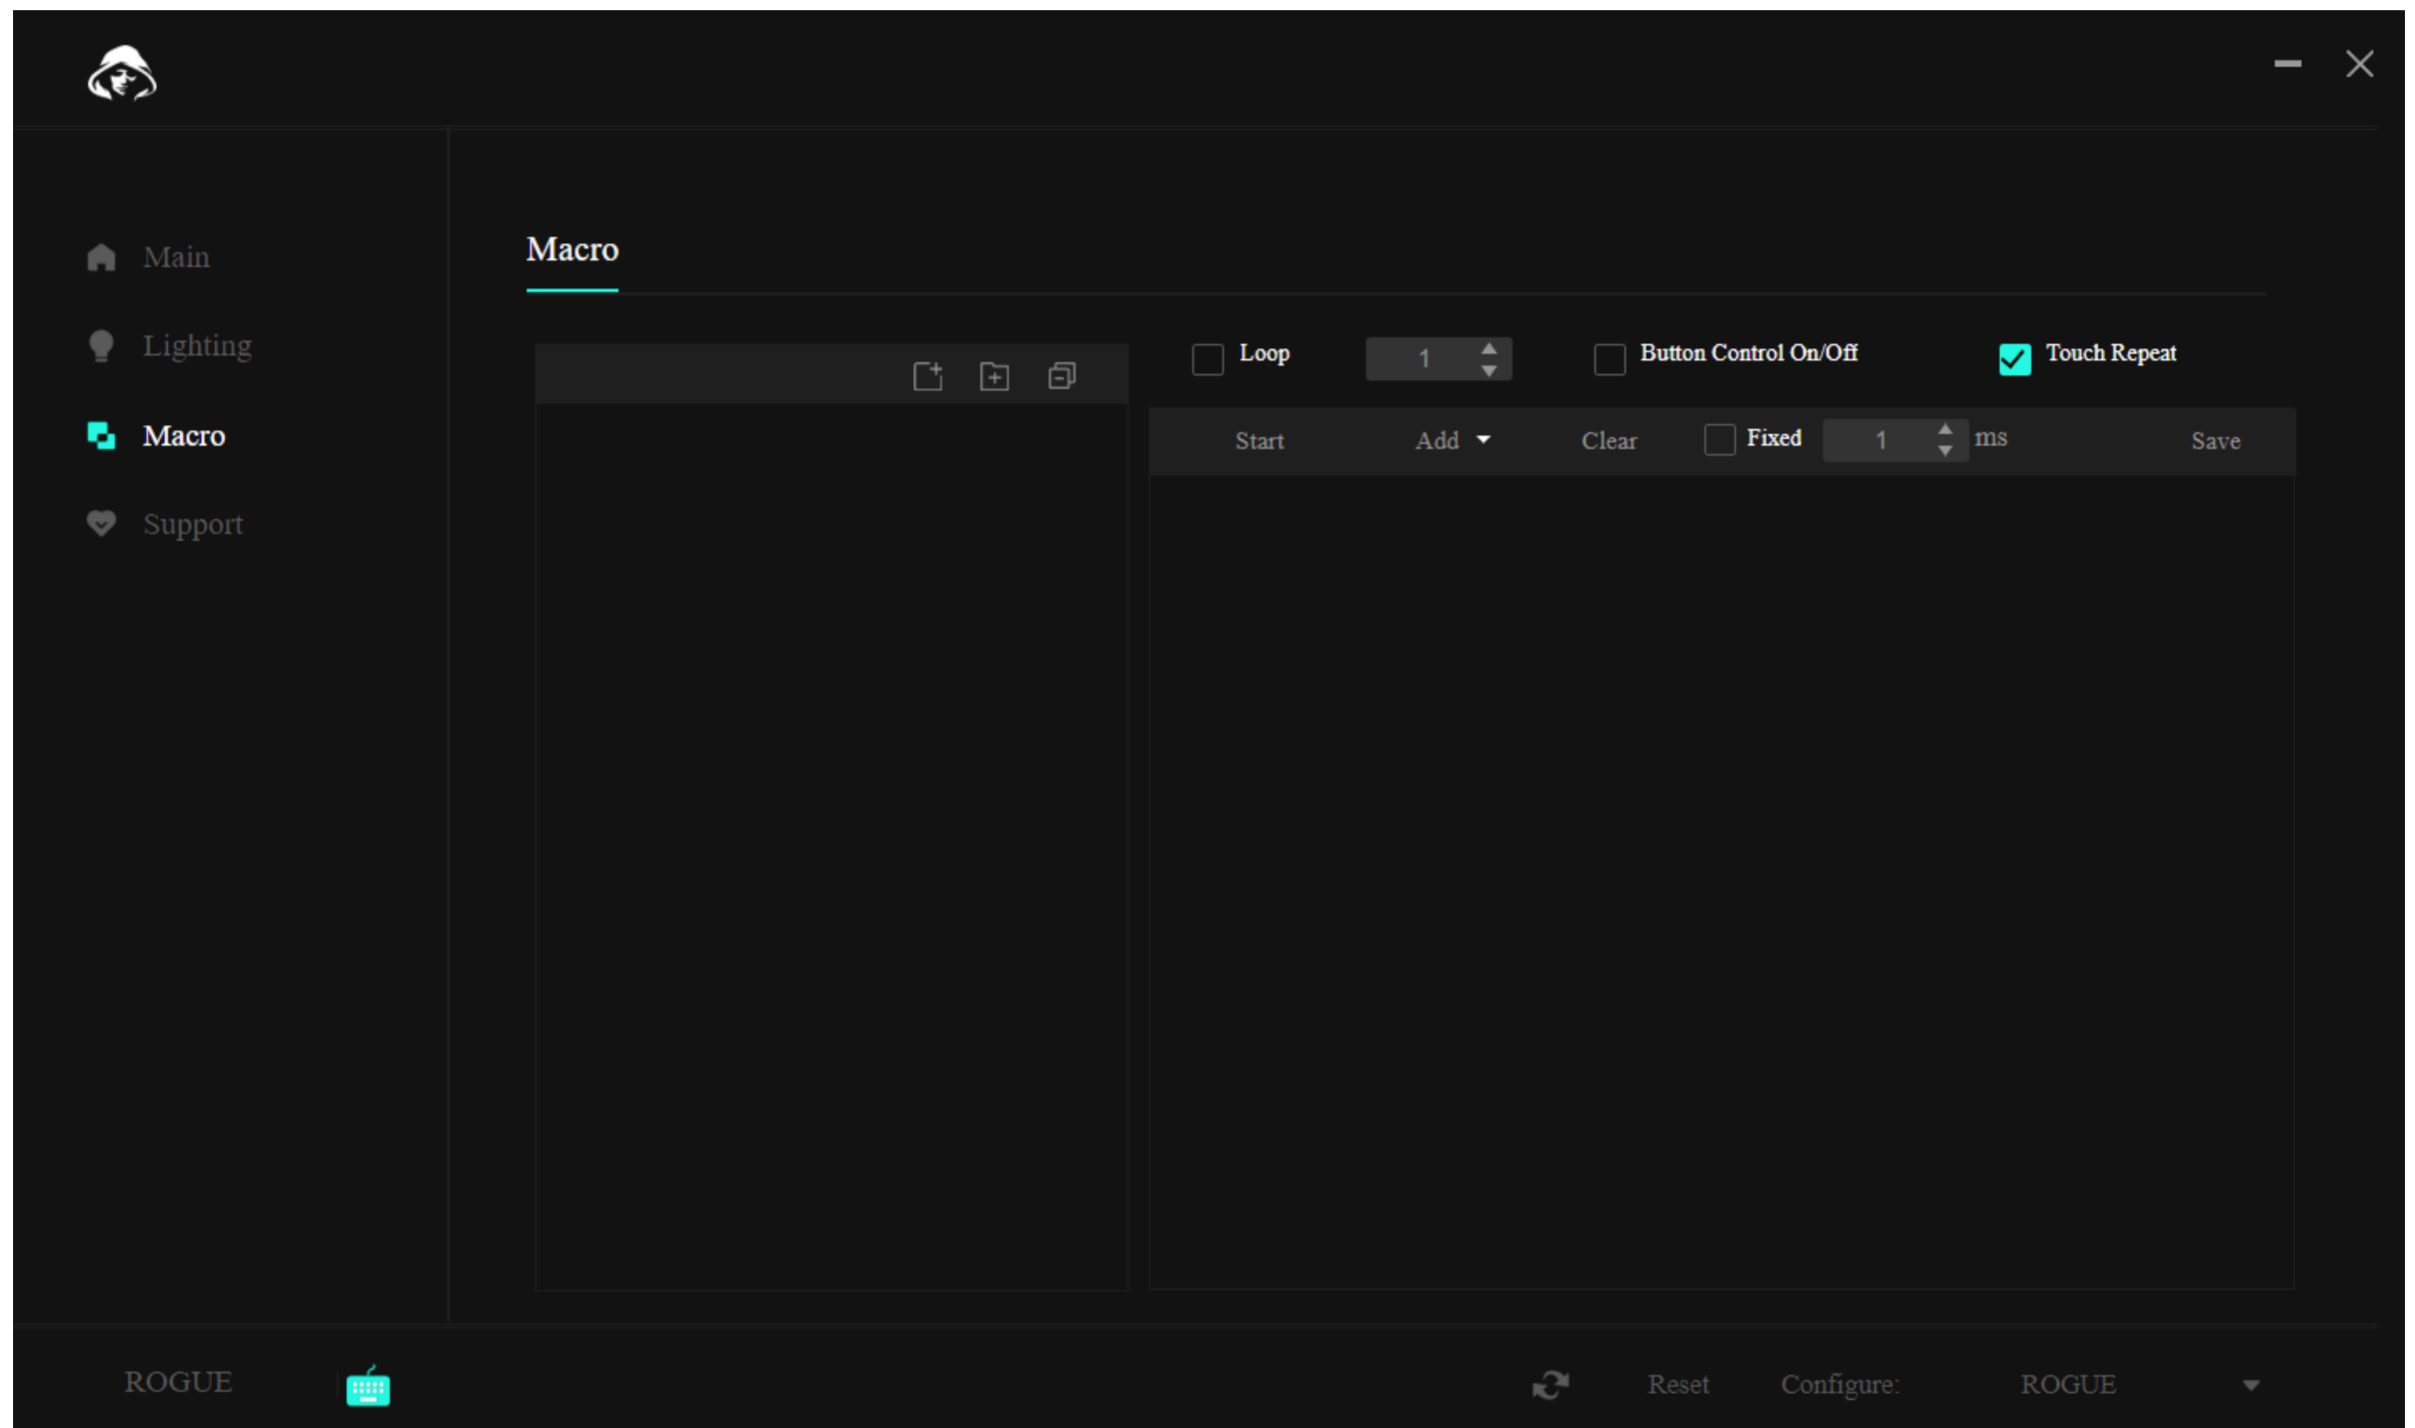 Main
Lighting
Macro
Support
Macro
Loop 1 Button Control On/Off Touch Repeat
Start Add Clear Fixed 1 ms Save
ROGUE Reset Configure: ROGUE